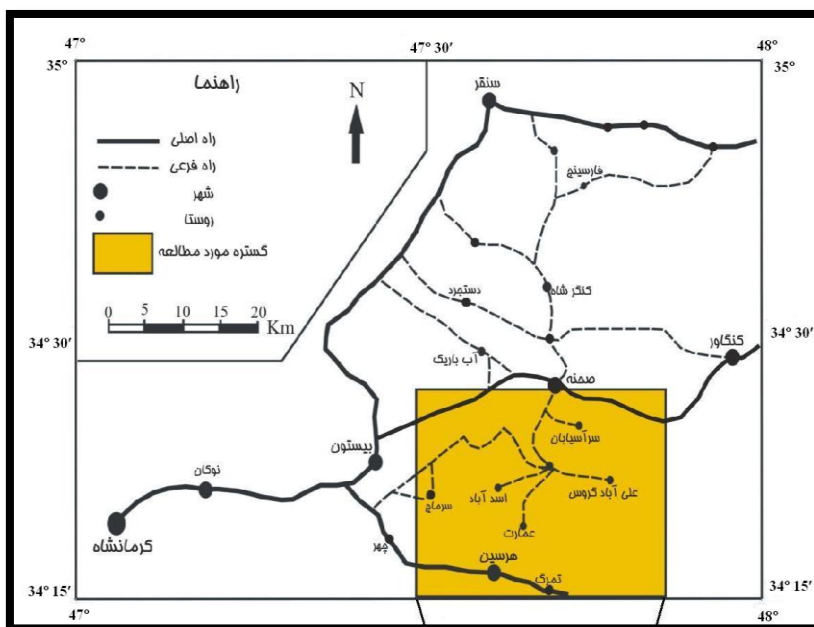 47°
47° 30′
48°
35°
35°
راهنما
N
سنقر
راه اصلی
راه فرعی
فارسینج
شهر
روستا
گستره مورد مطالعه
کنگر شاه
دستجرد
0 5 10 15 20 Km
34° 30′
34° 30′
کنگاور
آب باریک
صحنه
سرآسیابان
بیستون
نوکان
علی آباد گروس
اسد آباد
سرماج
عمارت
کرمانشاه
چهر
هرسین
تمرگ
34° 15′
34° 15′
47°
48°